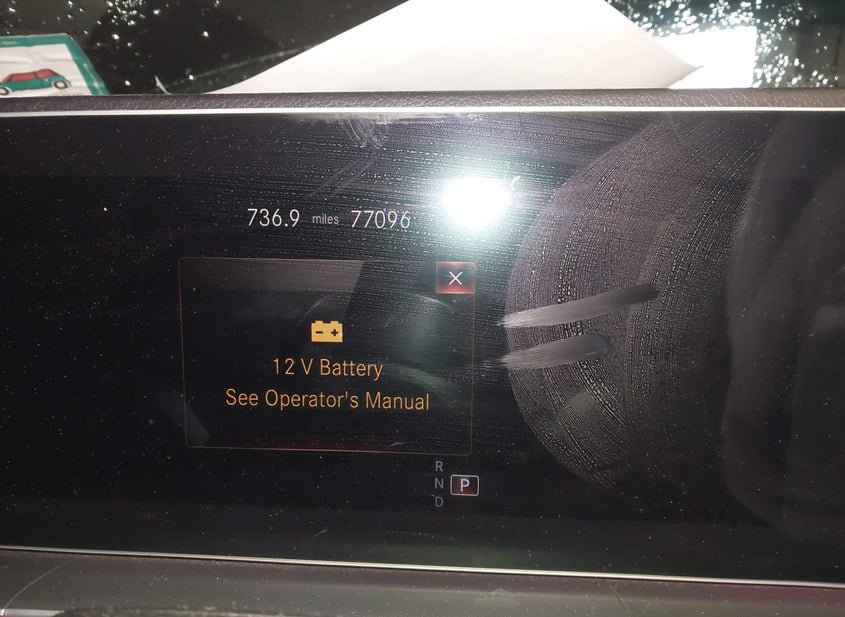 736.9 miles 77096
12 V Battery
See Operator's Manual
R
N P
D